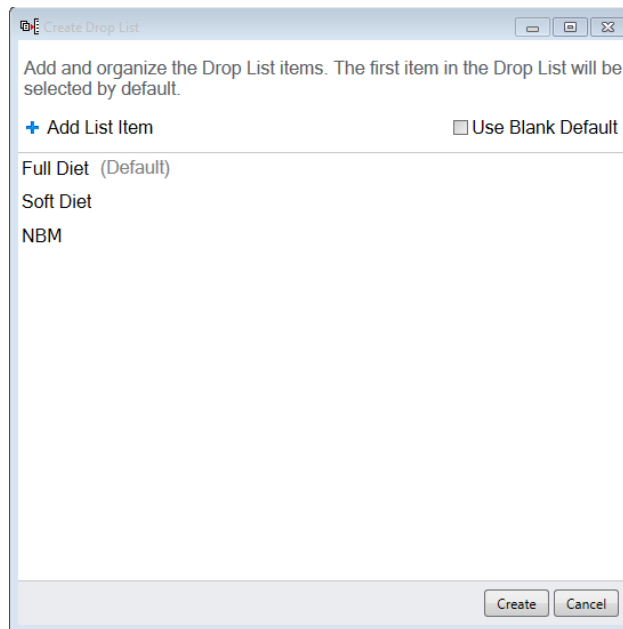 Create Drop List
Add and organize the Drop List items. The first item in the Drop List will be
selected by default.
Add List Item
Use Blank Default
Full Diet (Default)
Soft Diet
NBM
Create
Cancel